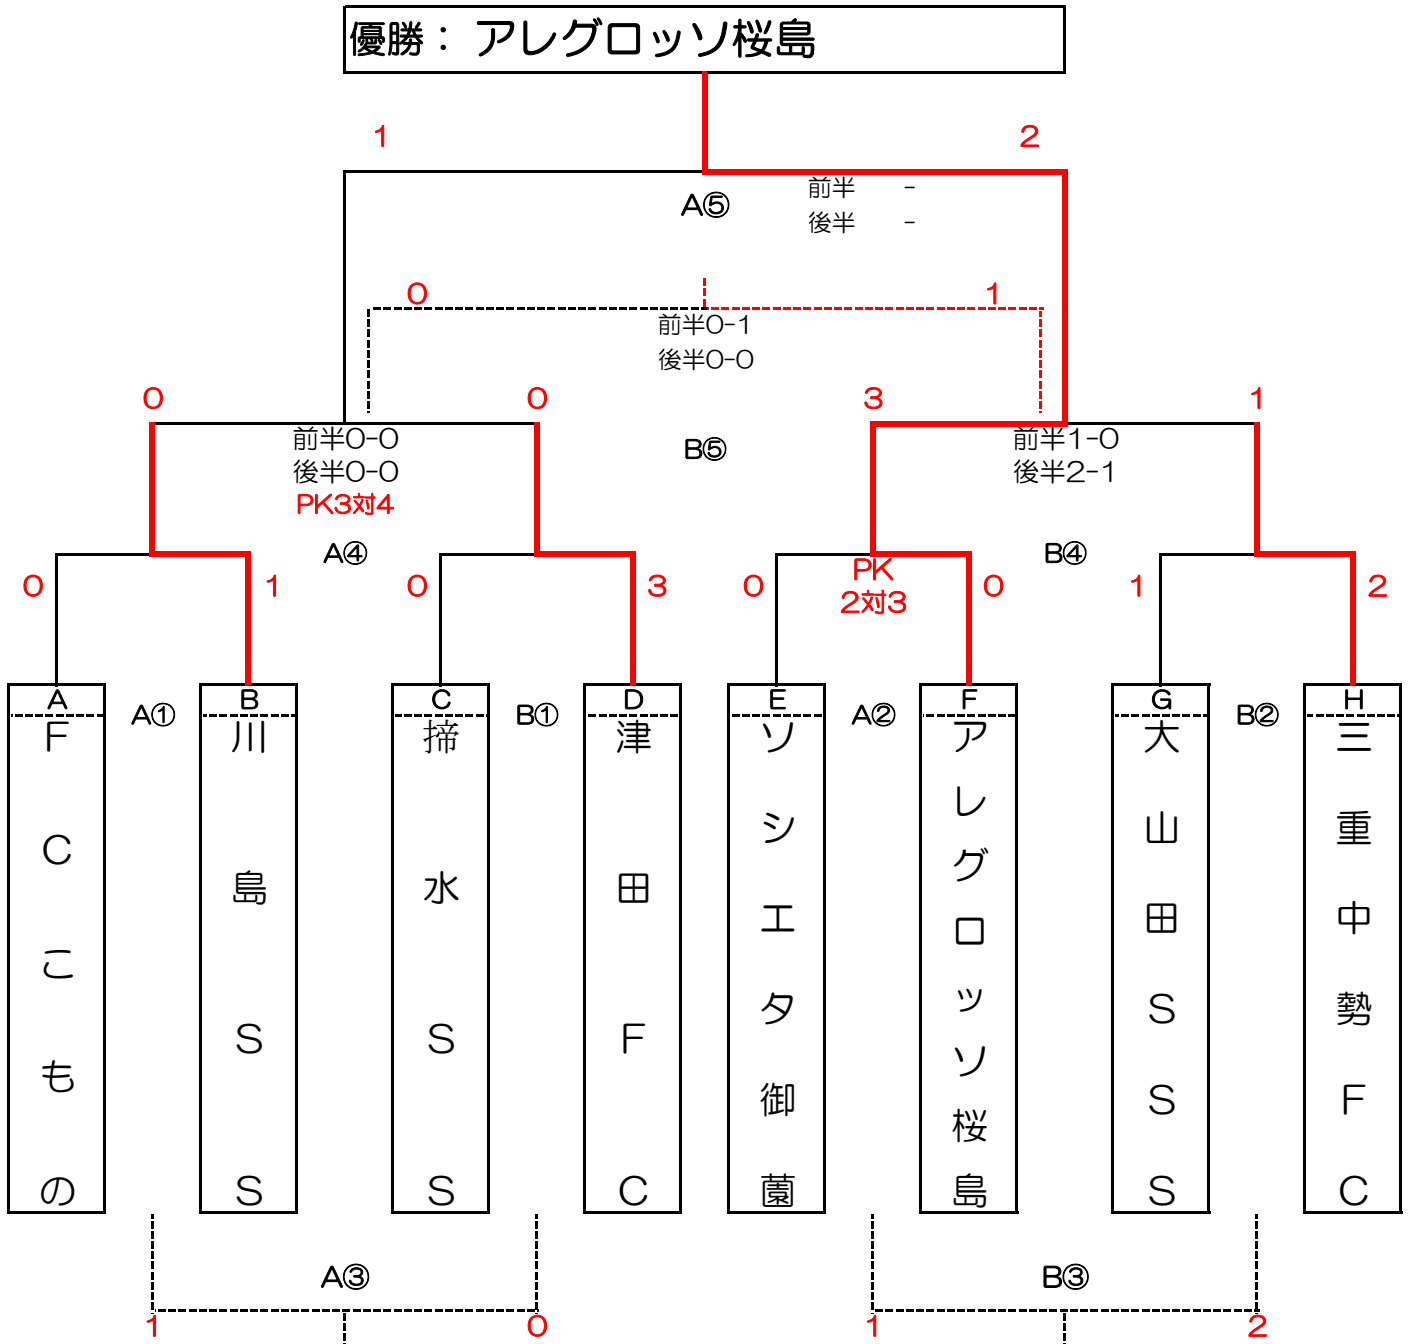 優勝： アレグロッソ桜島
1
2
A⑤
前半 -
後半 -
0
1
前半0-1
後半0-0
0
0
3
1
前半0-0
後半0-0
PK3対4
B⑤
前半1-0
後半2-1
A④
B④
0
1
0
3
0
PK
2対3
0
1
2
A
A①
B
C
B①
D
E
A②
F
G
B②
H
FCこもの
川島SS
揥水SS
津田FC
ソシエタ御薗
アレグロッソ桜島
大山田SSS
三重中勢FC
A③
B③
1
0
1
2